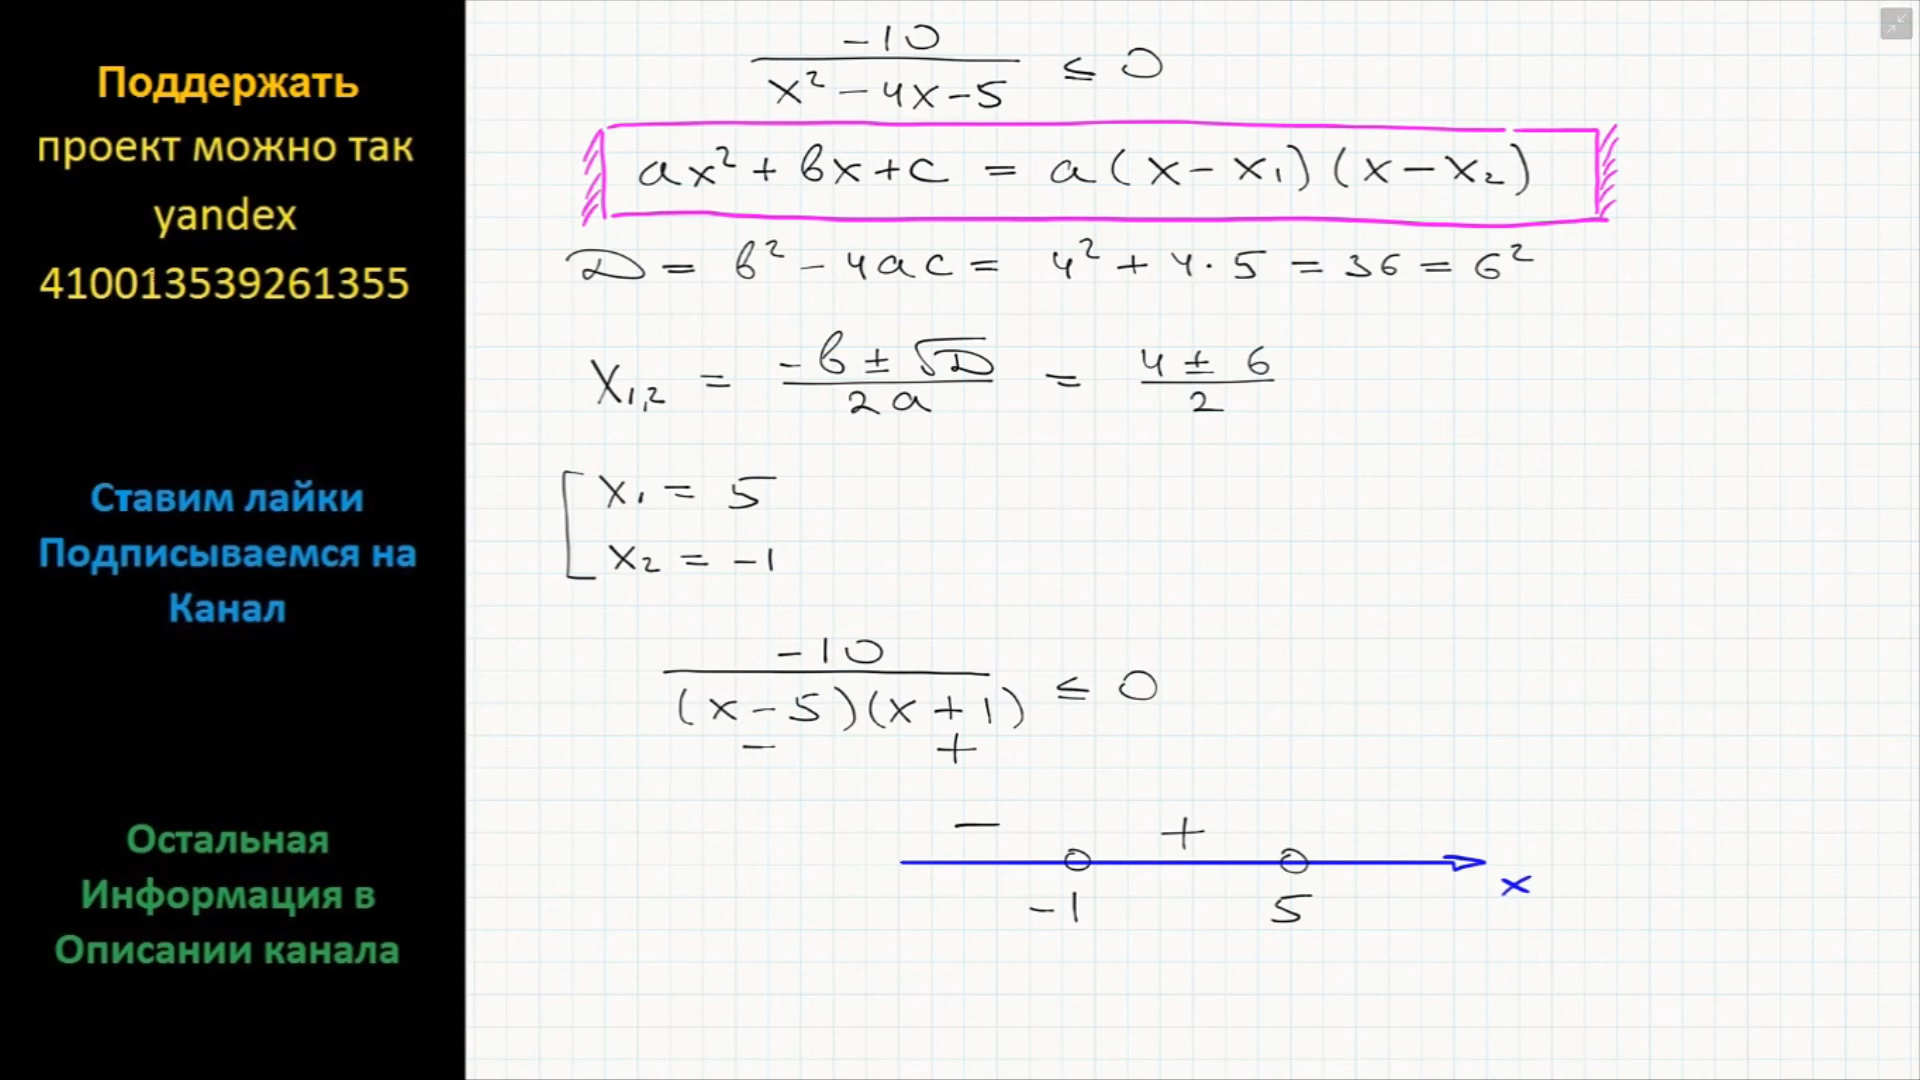 Поддержать
проект можно так
yandex
410013539261355
Ставим лайки
Подписываемся на
Канал
Остальная
Информация в
Описании канала
-10
x² - 4x - 5 ≤ 0
ax² + bx + c = a(x - x₁)(x - x₂)
D = b² - 4ac = 4² + 4·5 = 36 = 6²
x₁,₂ = (-b ± √D)/(2a) = (4 ± 6)/2
x₁ = 5
x₂ = -1
-10
(x - 5)(x + 1) ≤ 0
- +
- +
-1 5 x